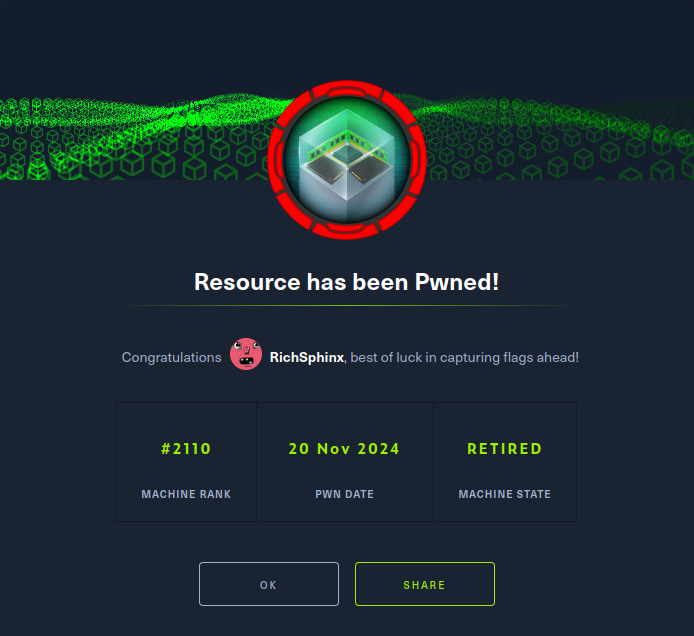 Resource has been Pwned!
Congratulations RichSphinx, best of luck in capturing flags ahead!
#2110 20 Nov 2024 RETIRED
MACHINE RANK PWN DATE MACHINE STATE
OK SHARE